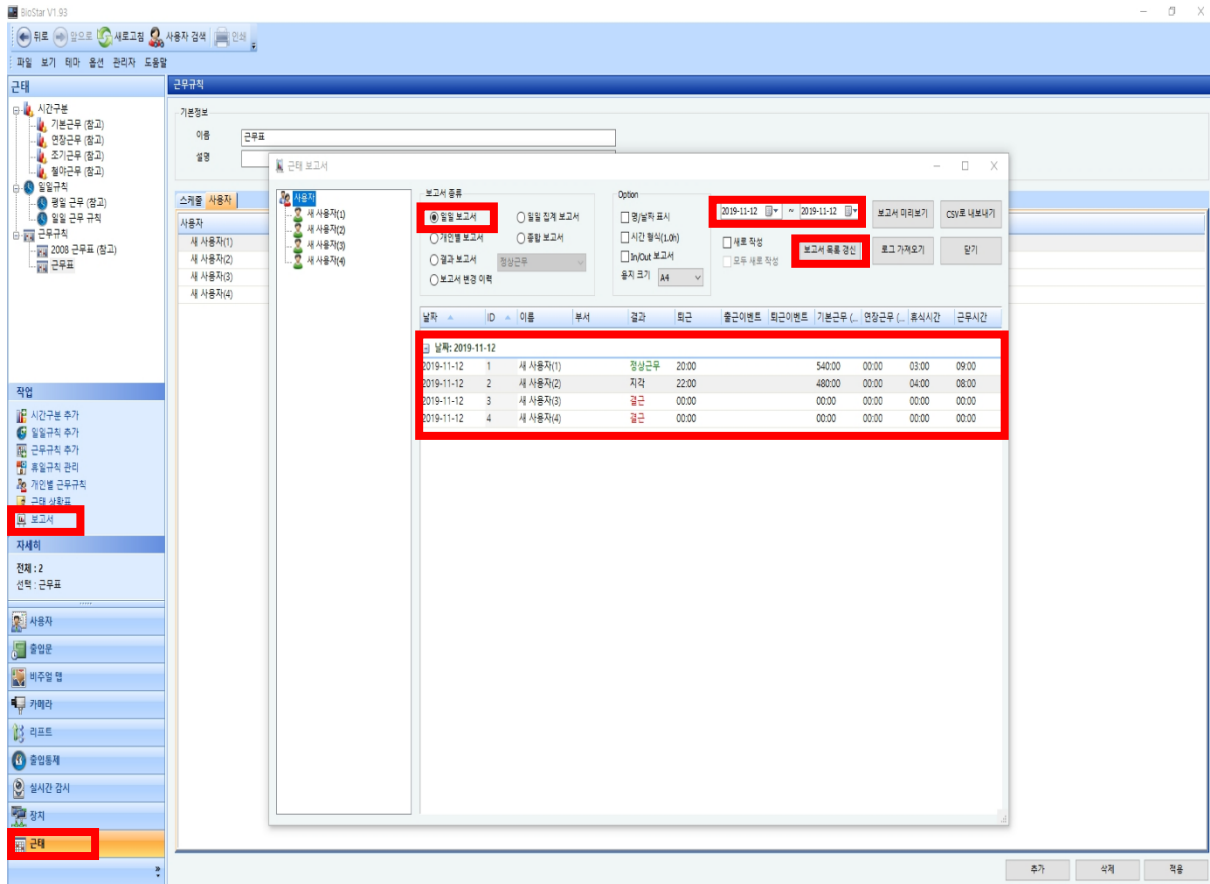 BioStar V1.93
뒤로 앞으로 새로고침 사용자 검색 인쇄
파일 보기 테마 옵션 관리자 도움말
근태
시간구분
기본근무 (참고)
연장근무 (참고)
조기근무 (참고)
철야근무 (참고)
일일규칙
평일 근무 (참고)
일일 근무 규칙
근무규칙
2008 근무표 (참고)
근무표
작업
시간구분 추가
일일규칙 추가
근무규칙 추가
휴일규칙 관리
개인별 근무규칙
근태 상황표
보고서
자세히
전체 : 2
선택 : 근무표
사용자
출입문
비주얼 맵
카메라
리프트
출입통제
실시간 감시
장치
근태
근무규칙
기본정보
이름 근무표
설명
스케줄 사용자
사용자
새 사용자(1)
새 사용자(2)
새 사용자(3)
새 사용자(4)
근태 보고서
사용자
새 사용자(1)
새 사용자(2)
새 사용자(3)
새 사용자(4)
보고서 종류
일일 보고서 일일 집계 보고서
개인별 보고서 종합 보고서
결과 보고서 정상근무
보고서 변경 이력
Option
명/날짜 표시
시간 형식(1.0h)
In/Out 보고서
용지 크기 A4
2019-11-12 ~ 2019-11-12
새로 작성
모두 새로 작성
보고서 목록 갱신
보고서 미리보기 CSV로 내보내기
로그 가져오기 닫기
날짜 ID 이름 부서 결과 퇴근 출근이벤트 퇴근이벤트 기본근무 (... 연장근무 (... 휴식시간 근무시간
날짜: 2019-11-12
2019-11-12 1 새 사용자(1) 정상근무 20:00 540:00 00:00 03:00 09:00
2019-11-12 2 새 사용자(2) 지각 22:00 480:00 00:00 04:00 08:00
2019-11-12 3 새 사용자(3) 결근 00:00 00:00 00:00 00:00 00:00
2019-11-12 4 새 사용자(4) 결근 00:00 00:00 00:00 00:00 00:00
추가 삭제 적용